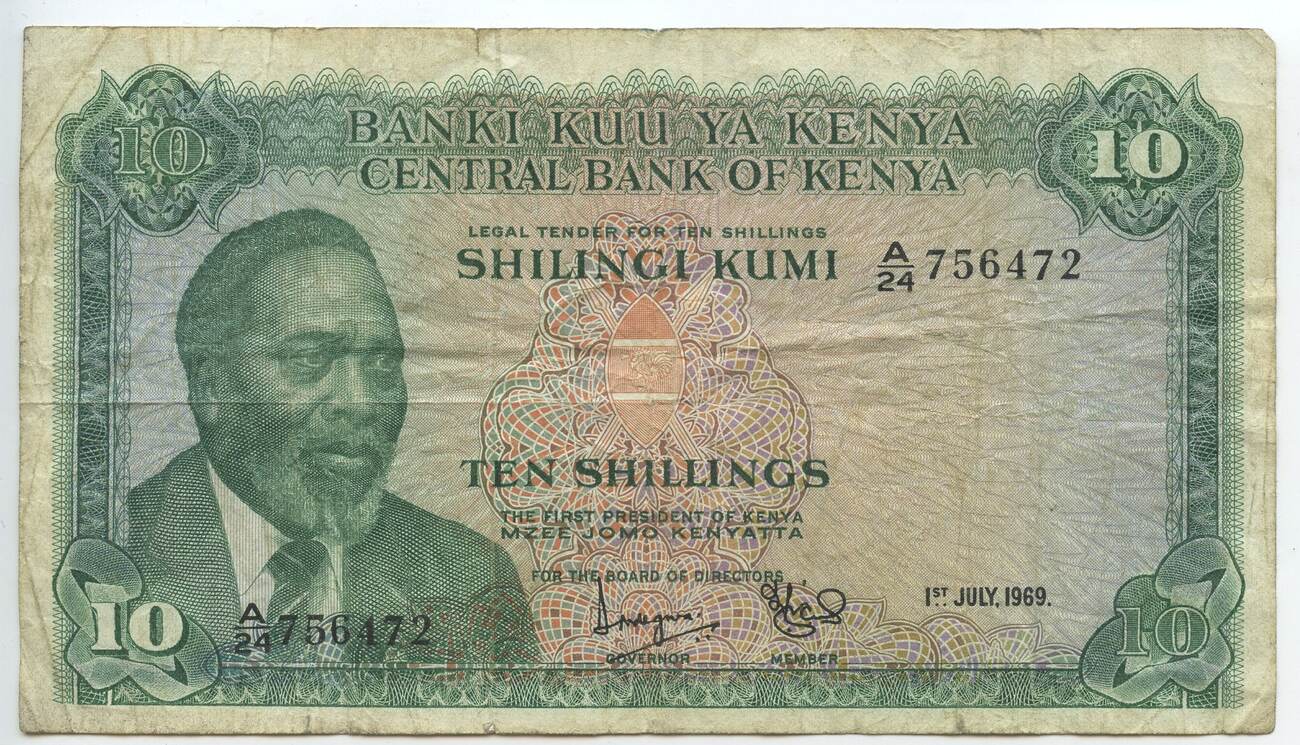 10 10
BANKI KUU YA KENYA
CENTRAL BANK OF KENYA
LEGAL TENDER FOR TEN SHILLINGS
SHILINGI KUMI A/24 756472
TEN SHILLINGS
THE FIRST PRESIDENT OF KENYA
MZEE JOMO KENYATTA
FOR THE BOARD OF DIRECTORS
1ST JULY, 1969.
10 A/24 756472 10
GOVERNOR MEMBER